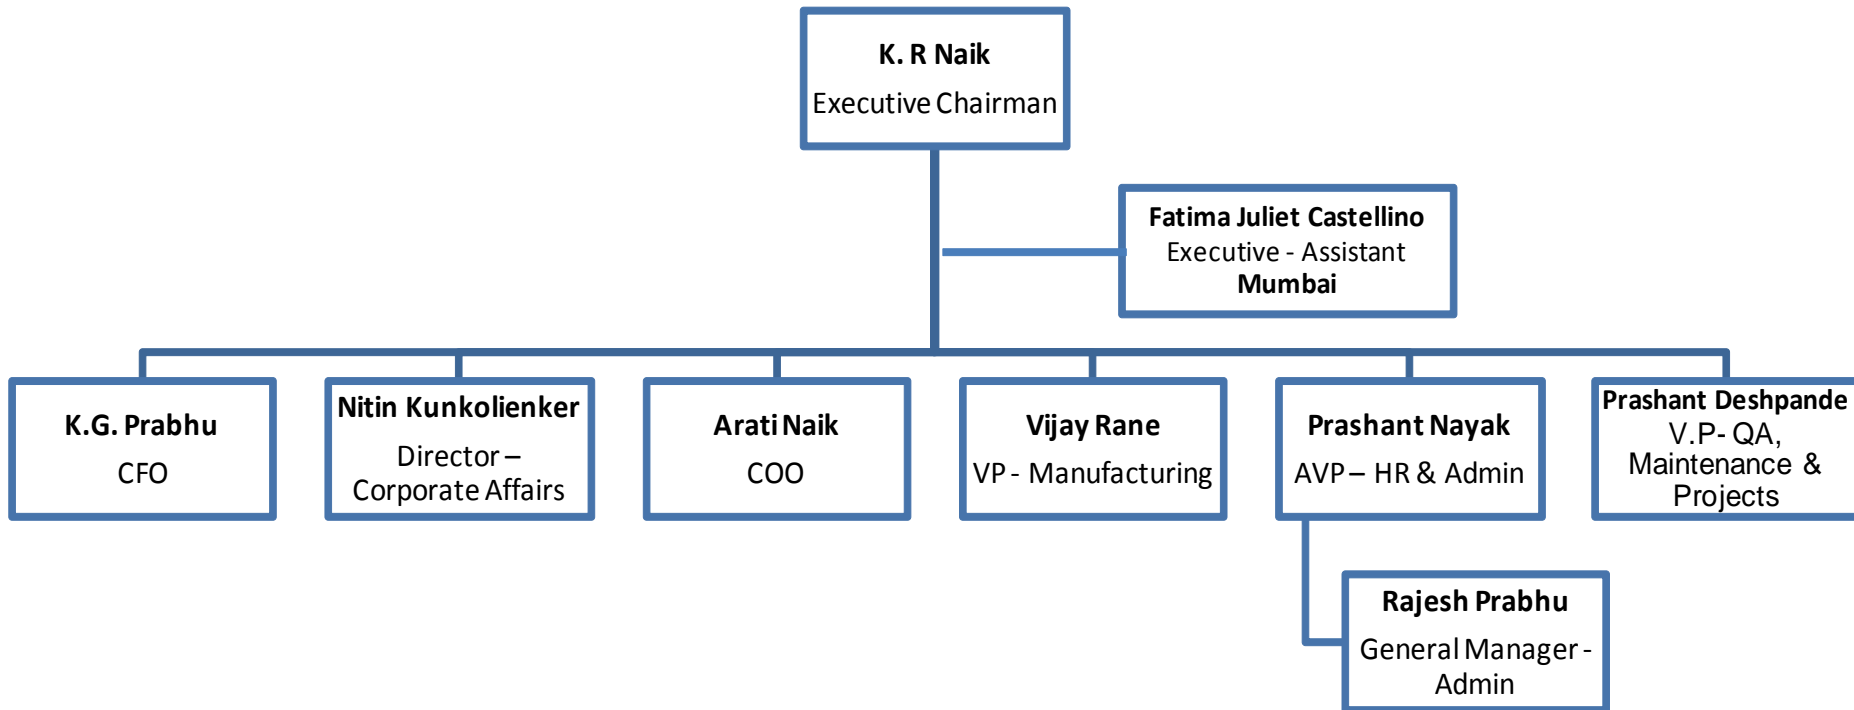 K. R Naik
Executive Chairman
Fatima Juliet Castellino
Executive - Assistant
Mumbai
K.G. Prabhu
CFO
Nitin Kunkolienker
Director –
Corporate Affairs
Arati Naik
COO
Vijay Rane
VP - Manufacturing
Prashant Nayak
AVP – HR & Admin
Prashant Deshpande
V.P- QA,
Maintenance &
Projects
Rajesh Prabhu
General Manager -
Admin